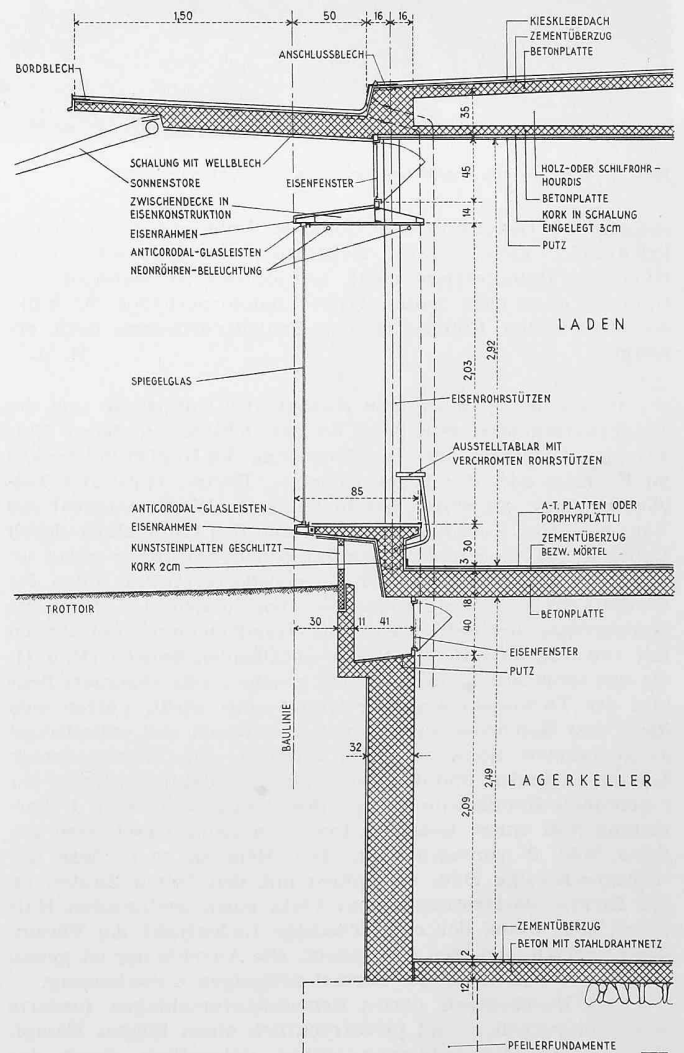 1,50
50
16
16
KIESKLEBEDACH
ZEMENTÜBERZUG
BETONPLATTE
ANSCHLUSSBLECH
BORDBLECH
35
SCHALUNG MIT WELLBLECH
SONNENSTORE
ZWISCHENDECKE IN
EISENKONSTRUKTION
EISENRAHMEN
ANTICORODAL-GLASLEISTEN
NEONRÖHREN-BELEUCHTUNG
EISENFENSTER
45
14
HOLZ-ODER SCHILFROHR-
HOURDIS
BETONPLATTE
KORK IN SCHALUNG
EINGELEGT 3cm
PUTZ
LADEN
2,03
2,92
SPIEGELGLAS
EISENROHRSTÜTZEN
AUSSTELLTABLAR MIT
VERCHROMTEN ROHRSTÜTZEN
85
ANTICORODAL-GLASLEISTEN
EISENRAHMEN
KUNSTSTEINPLATTEN GESCHLITZT
KORK 2cm
A-T. PLATTEN ODER
PORPHYRPLÄTTLI
ZEMENTÜBERZUG
BEZW. MÖRTEL
30
3
TROTTOIR
18
BETONPLATTE
30
11
41
40
EISENFENSTER
PUTZ
BAULINIE
32
LAGERKELLER
2,09
2,49
ZEMENTÜBERZUG
BETON MIT STAHLDRAHTNETZ
2
12
PFEILERFUNDAMENTE